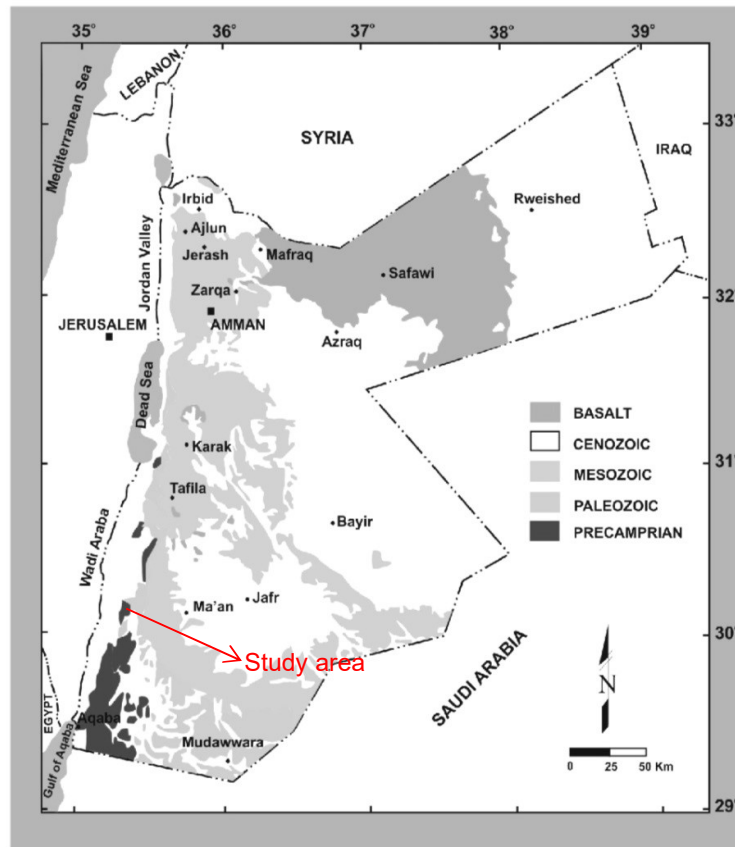 35°
36°
37°
38°
39°
Mediterranean Sea
LEBANON
SYRIA
IRAQ
33°
Irbid
Ajlun
Jerash
Mafraq
Rweished
Jordan Valley
Safawi
Zarqa
32°
JERUSALEM
AMMAN
Azraq
Dead Sea
BASALT
CENOZOIC
MESOZOIC
PALEOZOIC
PRECAMPRIAN
Karak
31°
Tafila
Bayir
Wadi Araba
Jafr
Ma'an
30°
Study area
SAUDI ARABIA
N
EGYPT
Aqaba
Gulf of Aqaba
Mudawwara
0 25 50 Km
29°